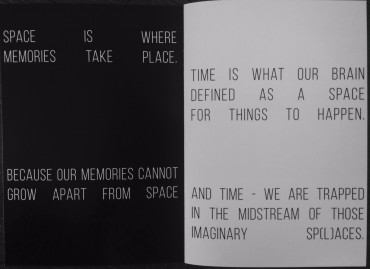 SPACE IS WHERE
MEMORIES TAKE PLACE.
BECAUSE OUR MEMORIES CANNOT
GROW APART FROM SPACE
TIME IS WHAT OUR BRAIN
DEFINED AS A SPACE
FOR THINGS TO HAPPEN.
AND TIME - WE ARE TRAPPED
IN THE MIDSTREAM OF THOSE
IMAGINARY SP(L)ACES.